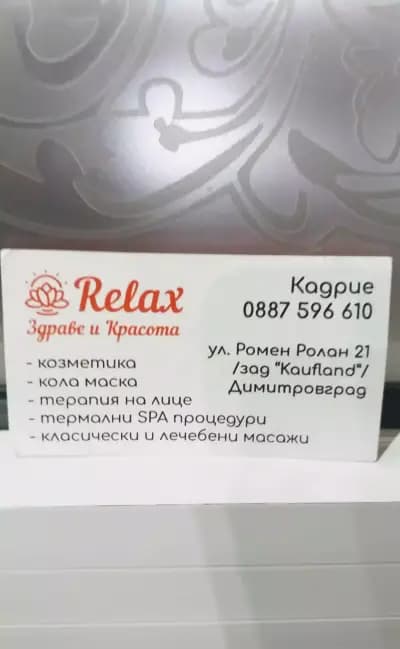 Relax
Здраве и Красота
- козметика
- кола маска
- терапия на лице
- термални SPA процедури
- класически и лечебени масажи
Кадрие
0887 596 610
ул. Ромен Ролан 21
/зад "Kaufland"/
Димитровград